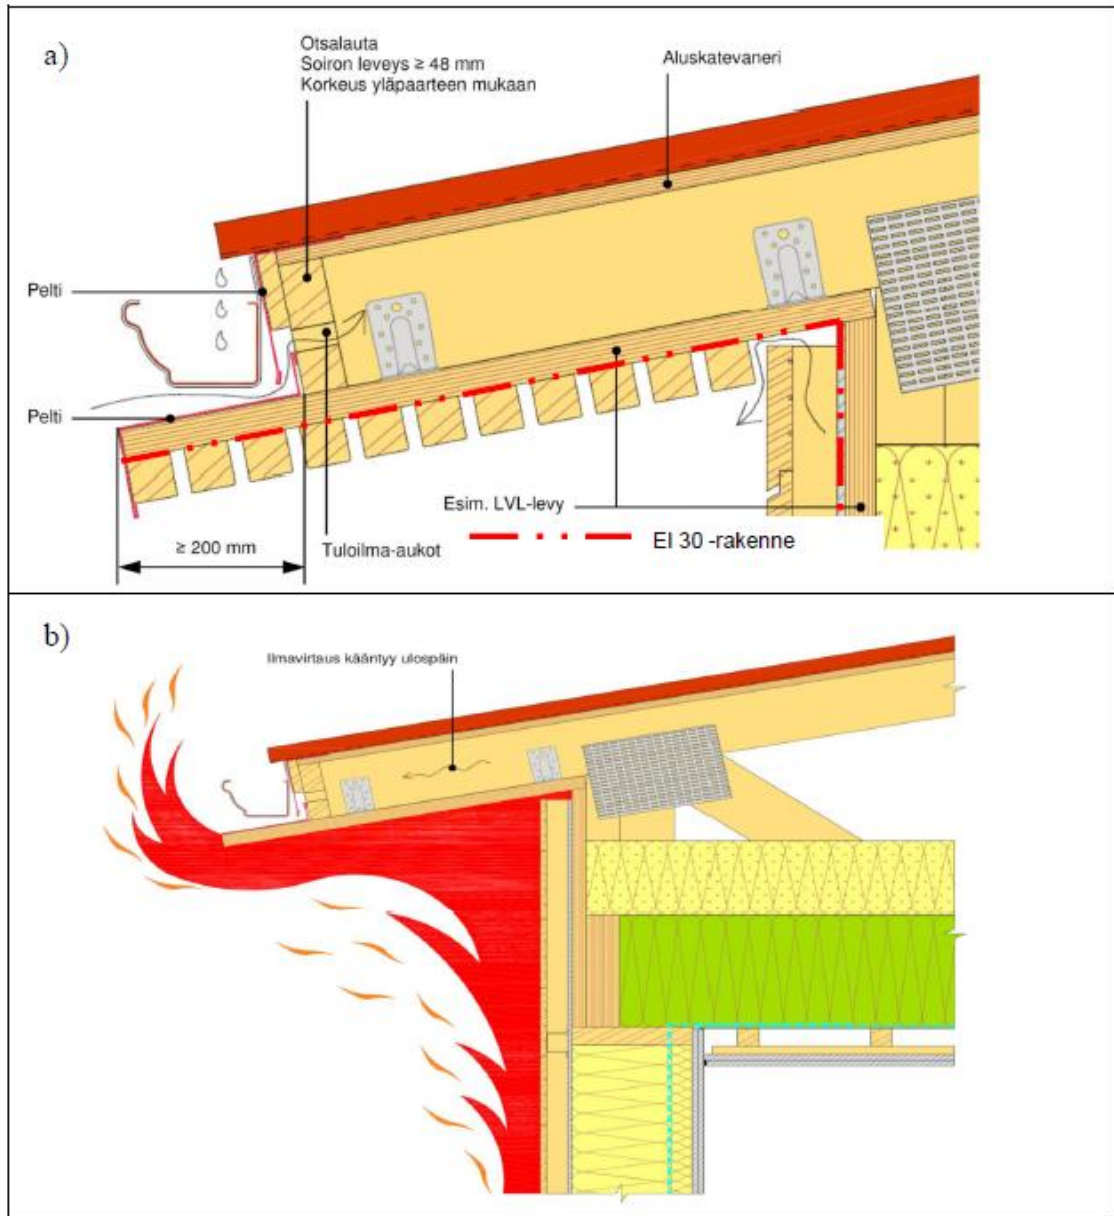 a)
Otsalauta
Soiron leveys ≥ 48 mm
Korkeus yläpaarteen mukaan
Aluskatevaneri
Pelti
Pelti
Esim. LVL-levy
Tuloilma-aukot
EI 30 -rakenne
≥ 200 mm
b)
Ilmavirtaus kääntyy ulospäin